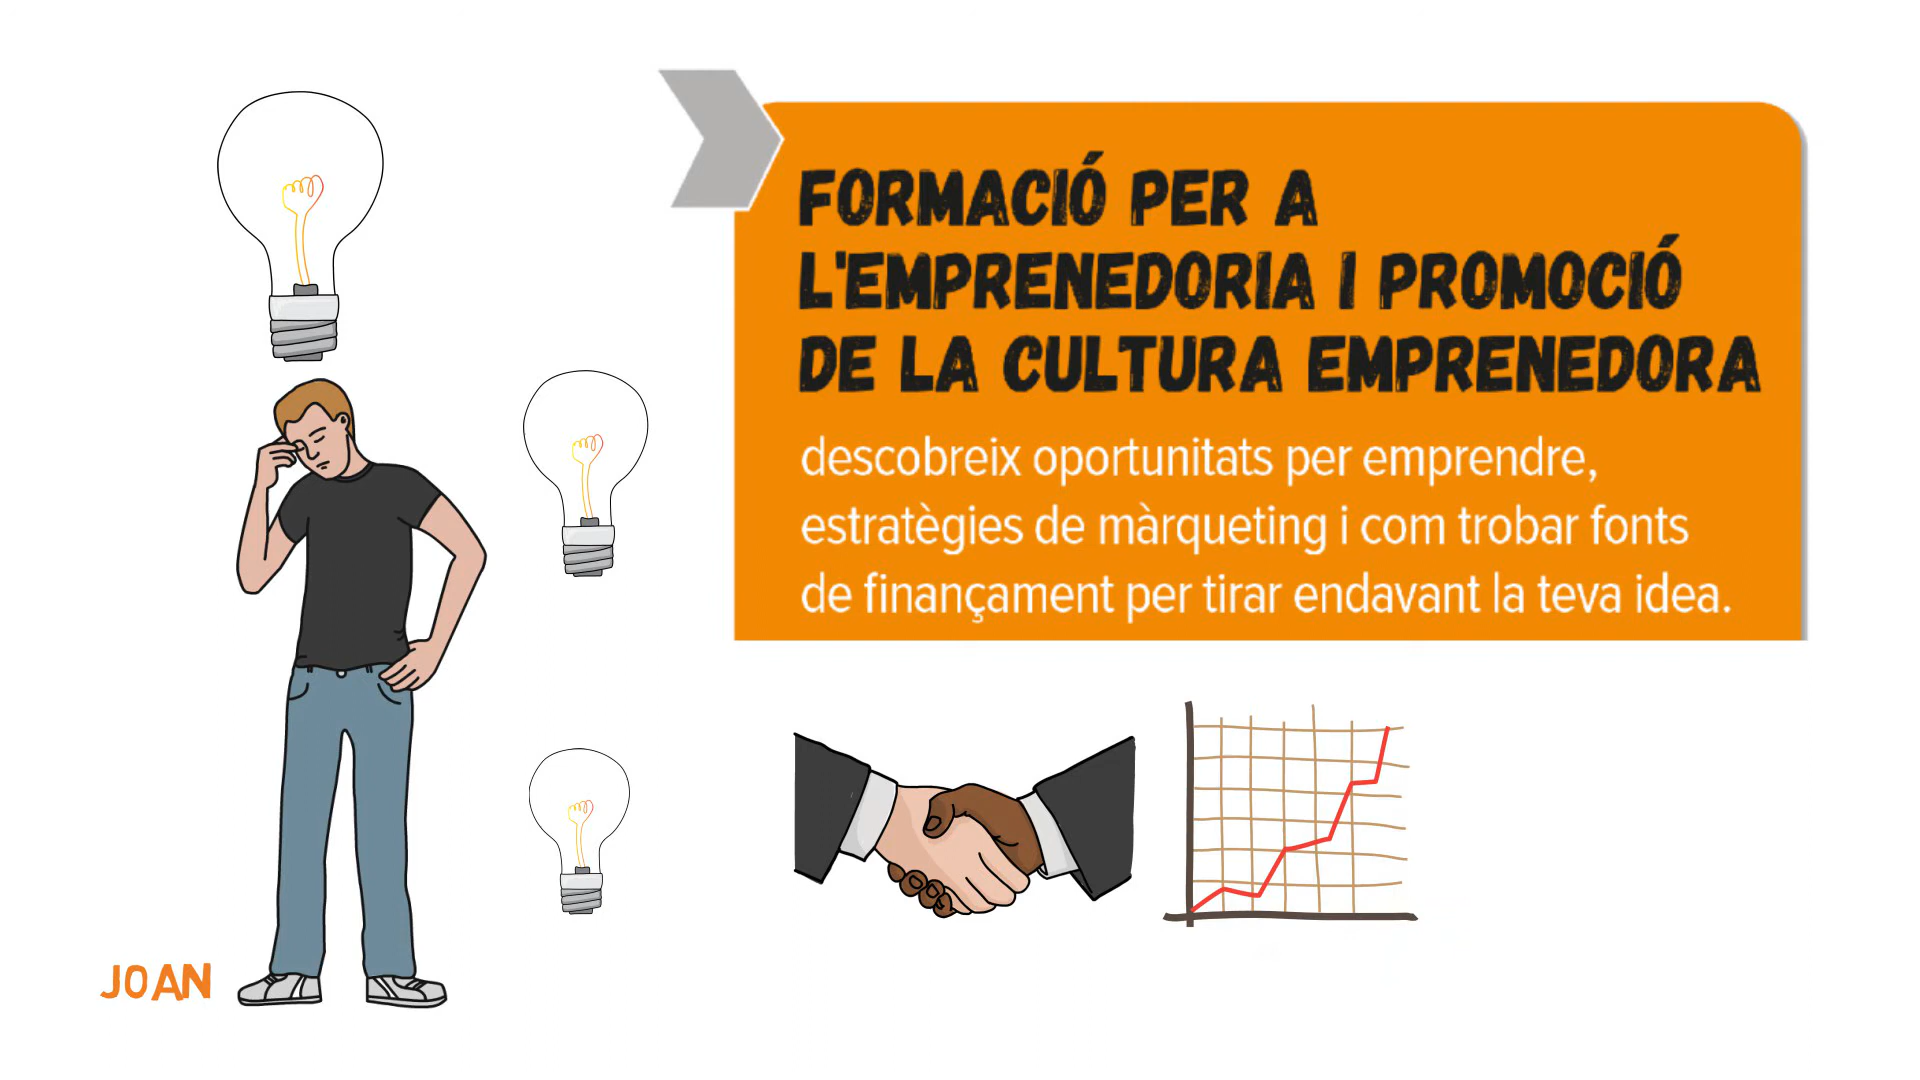 FORMACIÓ PER A
L'EMPRENEDORIA I PROMOCIÓ
DE LA CULTURA EMPRENEDORA
descobreix oportunitats per emprendre,
estratègies de màrqueting i com trobar fonts
de finançament per tirar endavant la teva idea.
JOAN